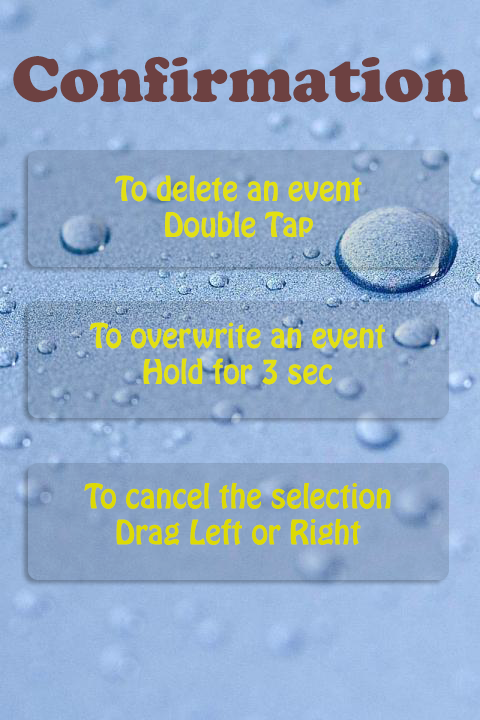 Confirmation
To delete an event
Double Tap
To overwrite an event
Hold for 3 sec
To cancel the selection
Drag Left or Right